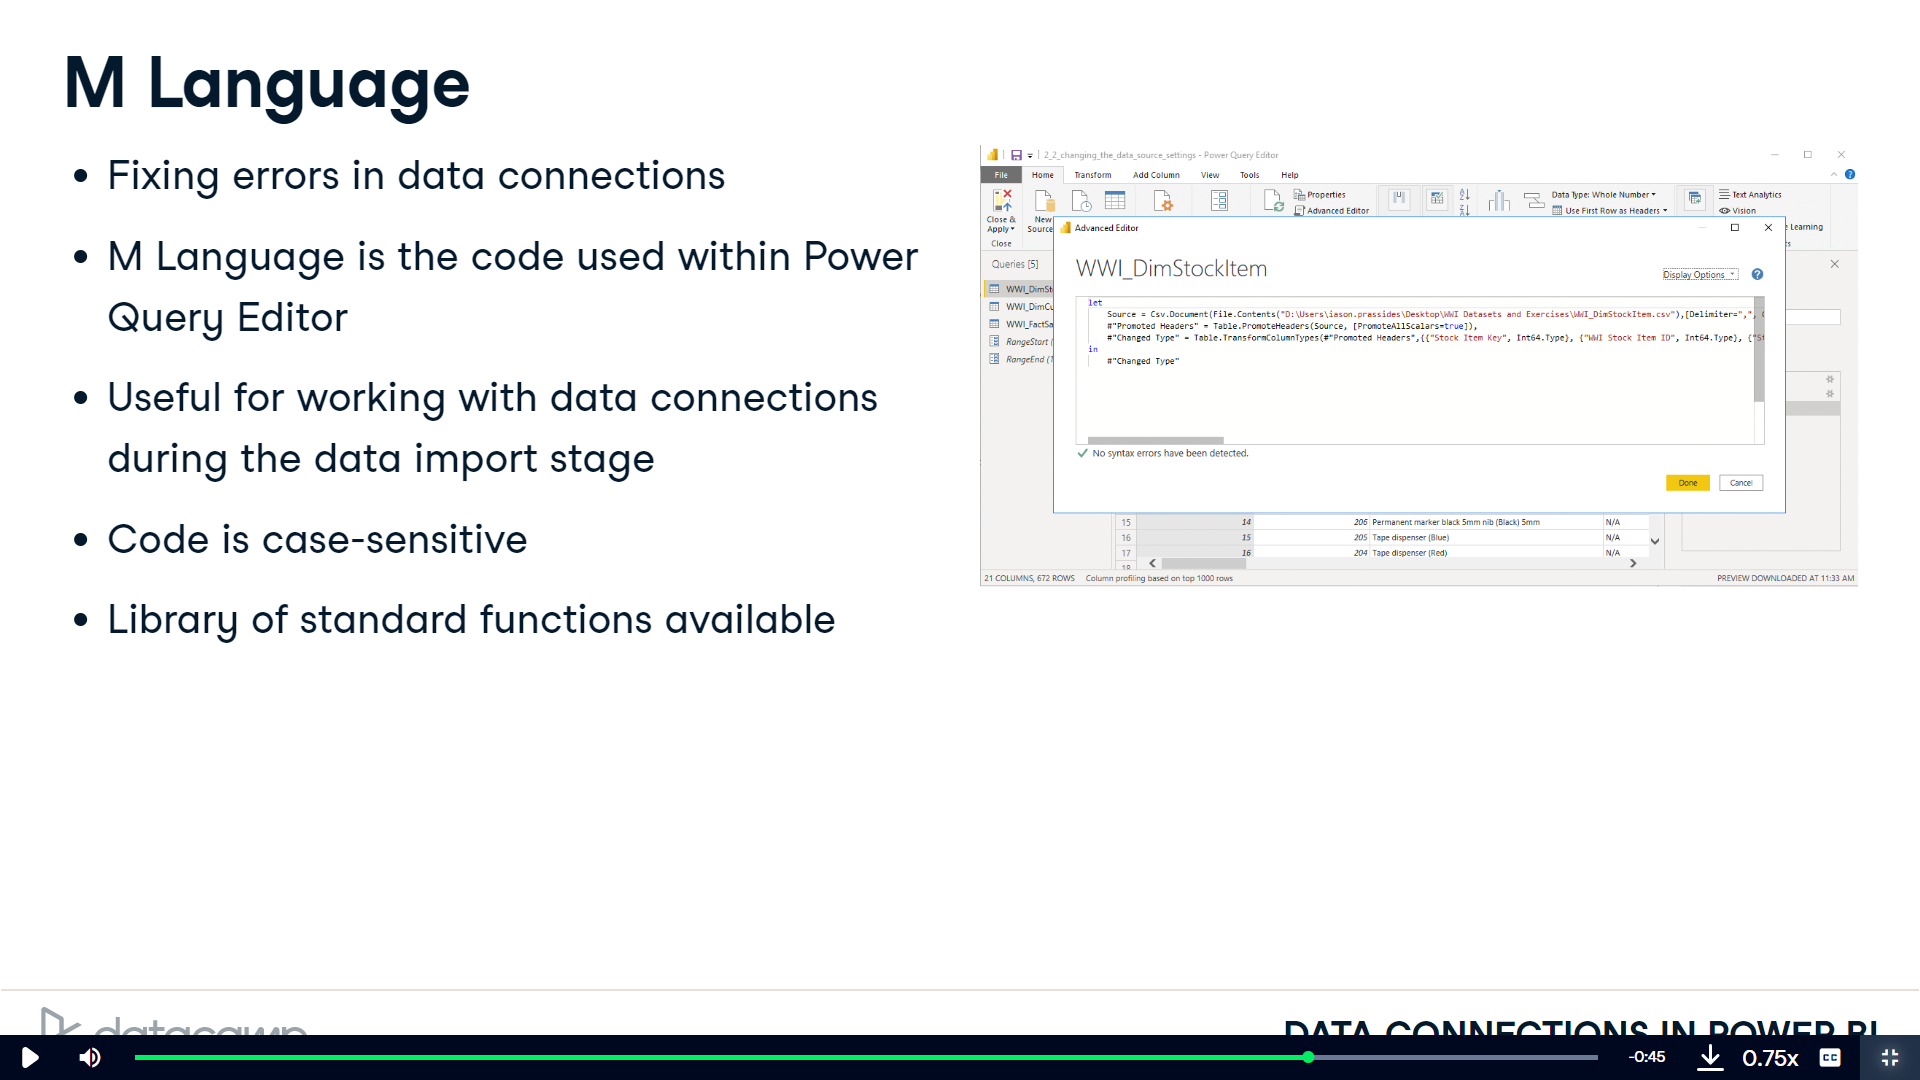 M Language
Fixing errors in data connections
M Language is the code used within Power
Query Editor
Useful for working with data connections
during the data import stage
Code is case-sensitive
Library of standard functions available
2_2_changing_the_data_source_settings - Power Query Editor
File Home Transform Add Column View Tools Help
Close &
Apply
New
Source
Properties
Advanced Editor
Data Type: Whole Number
Use First Row as Headers
Text Analytics
Vision
Learning
Close
Queries [5]
WWI_DimSt
WWI_DimCu
WWI_FactSa
RangeStart (
RangeEnd (
Advanced Editor
WWI_DimStockItem
Display Options
let
Source = Csv.Document(File.Contents("D:\Users\iason.prassides\Desktop\WWI Datasets and Exercises\WWI_DimStockItem.csv"),[Delimiter=",",
#"Promoted Headers" = Table.PromoteHeaders(Source, [PromoteAllScalars=true]),
#"Changed Type" = Table.TransformColumnTypes(#"Promoted Headers",{{"Stock Item Key", Int64.Type}, {"WWI Stock Item ID", Int64.Type}, {"St
in
#"Changed Type"
No syntax errors have been detected.
Done Cancel
15 14 206 Permanent marker black 5mm nib (Black) 5mm N/A
16 15 205 Tape dispenser (Blue) N/A
17 16 204 Tape dispenser (Red) N/A
18
21 COLUMNS, 672 ROWS Column profiling based on top 1000 rows PREVIEW DOWNLOADED AT 11:33 AM
datacamp
DATA CONNECTIONS IN POWER BI
-0:45 0.75x CC